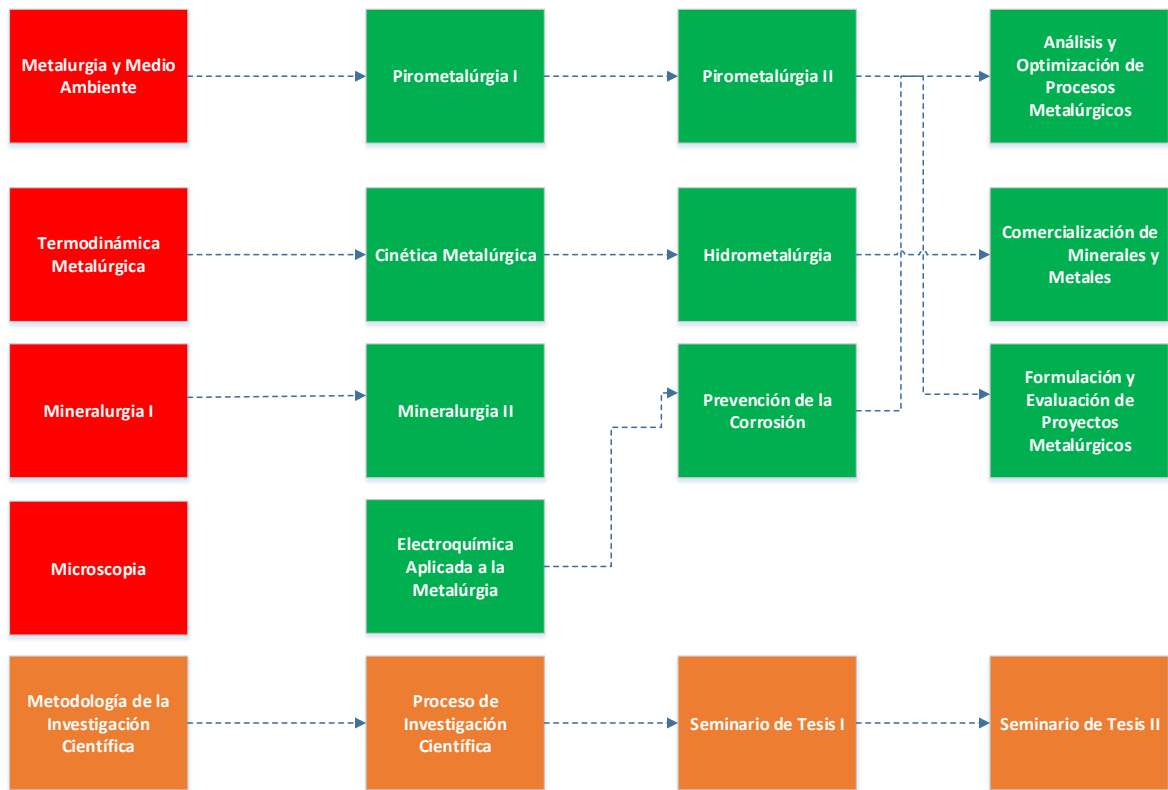 Metalurgia y Medio
Ambiente
Pirometalúrgia I
Pirometalúrgia II
Análisis y
Optimización de
Procesos
Metalúrgicos
Termodinámica
Metalúrgica
Cinética Metalúrgica
Hidrometalúrgia
Comercialización de
Minerales y
Metales
Mineralurgia I
Mineralurgia II
Prevención de la
Corrosión
Formulación y
Evaluación de
Proyectos
Metalúrgicos
Microscopia
Electroquímica
Aplicada a la
Metalúrgia
Metodología de la
Investigación
Científica
Proceso de
Investigación
Científica
Seminario de Tesis I
Seminario de Tesis II